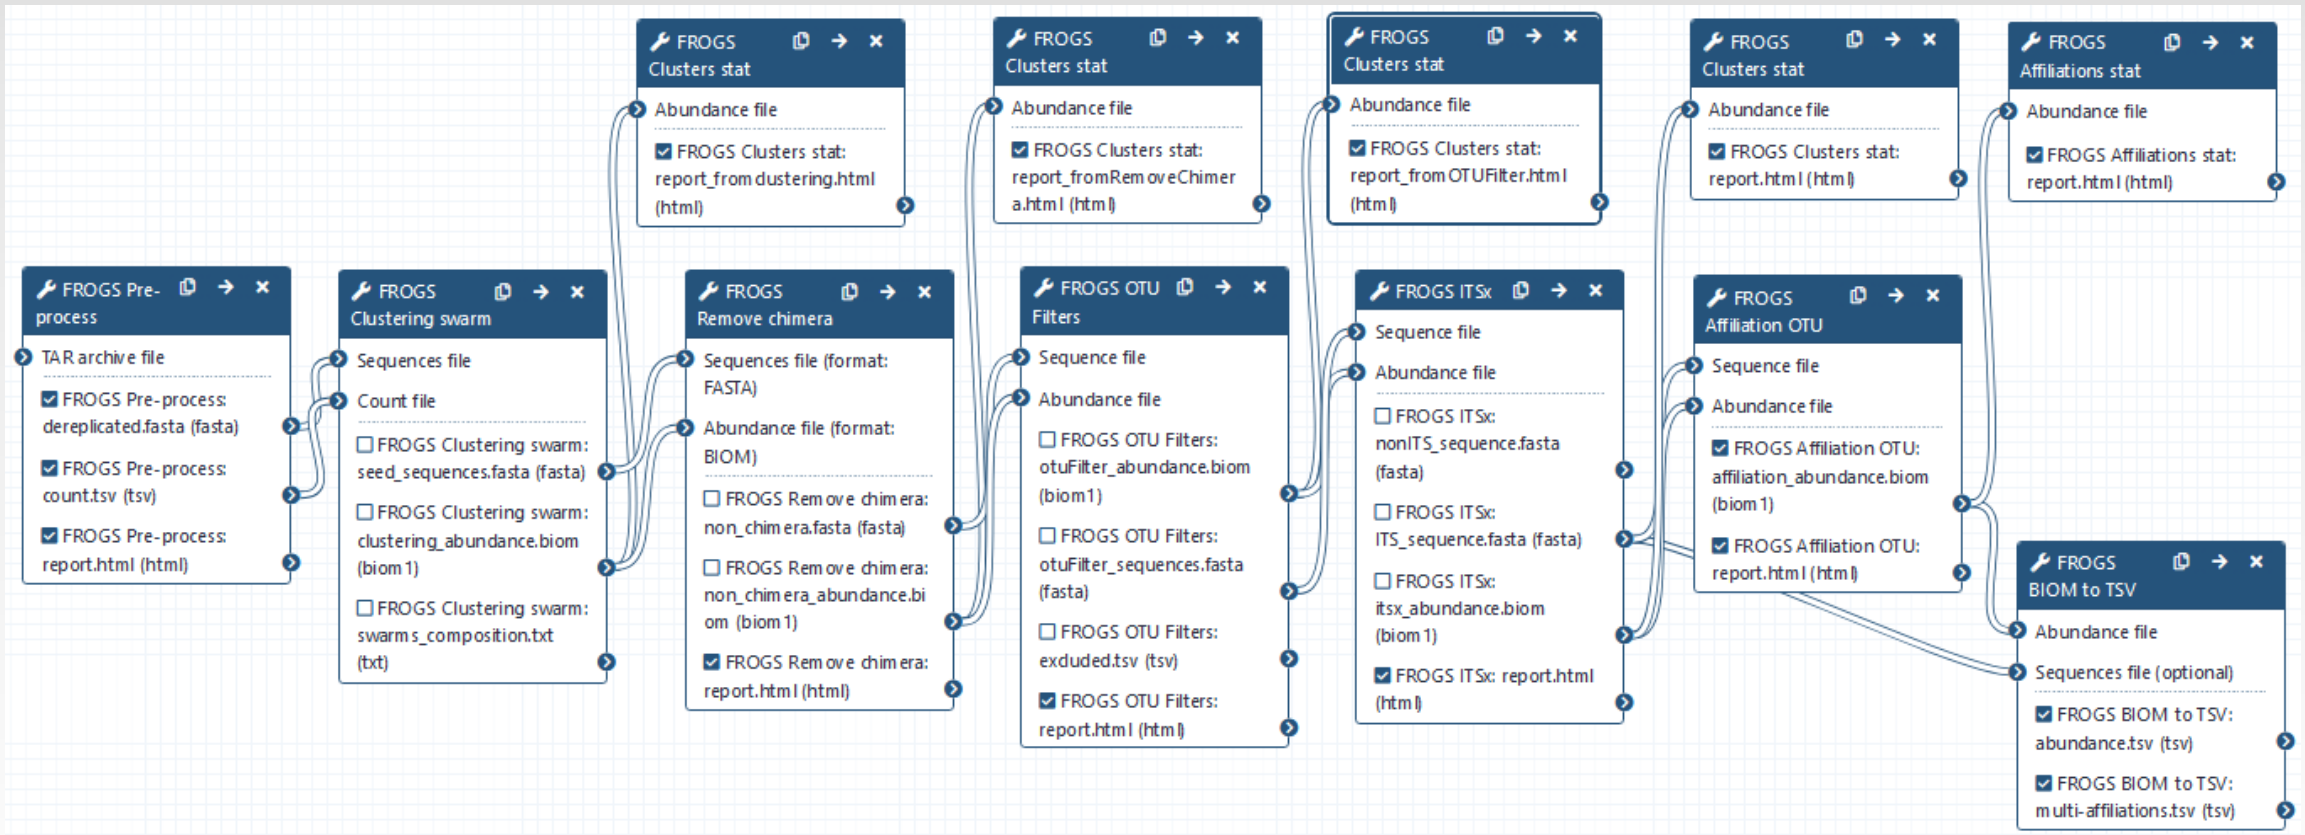 FROGS
Clusters stat
Abundance file
FROGS Clusters stat:
report_from clustering.html
(html)
FROGS
Clusters stat
Abundance file
FROGS Clusters stat:
report_fromRemoveChimer
a.html (html)
FROGS
Clusters stat
Abundance file
FROGS Clusters stat:
report_from OTUFilter.html
(html)
FROGS
Clusters stat
Abundance file
FROGS Clusters stat:
report.html (html)
FROGS
Affiliations stat
Abundance file
FROGS Affiliations stat:
report.html (html)
FROGS Pre-
process
TAR archive file
FROGS Pre-process:
dereplicated.fasta (fasta)
FROGS Pre-process:
count.tsv (tsv)
FROGS Pre-process:
report.html (html)
FROGS
Clustering swarm
Sequences file
Count file
FROGS Clustering swarm:
seed_sequences.fasta (fasta)
FROGS Clustering swarm:
clustering_abundance.biom
(biom1)
FROGS Clustering swarm:
swarms_composition.txt
(txt)
FROGS
Remove chimera
Sequences file (format:
FASTA)
Abundance file (format:
BIOM)
FROGS Remove chimera:
non_chimera.fasta (fasta)
FROGS Remove chimera:
non_chimera_abundance.bi
om (biom1)
FROGS Remove chimera:
report.html (html)
FROGS OTU
Filters
Sequence file
Abundance file
FROGS OTU Filters:
otuFilter_abundance.biom
(biom1)
FROGS OTU Filters:
otuFilter_sequences.fasta
(fasta)
FROGS OTU Filters:
excluded.tsv (tsv)
FROGS OTU Filters:
report.html (html)
FROGS ITSx
Sequence file
Abundance file
FROGS ITSx:
nonITS_sequence.fasta
(fasta)
FROGS ITSx:
ITS_sequence.fasta (fasta)
FROGS ITSx:
itsx_abundance.biom
(biom1)
FROGS ITSx: report.html
(html)
FROGS
Affiliation OTU
Sequence file
Abundance file
FROGS Affiliation OTU:
affiliation_abundance.biom
(biom1)
FROGS Affiliation OTU:
report.html (html)
FROGS
BIOM to TSV
Abundance file
Sequences file (optional)
FROGS BIOM to TSV:
abundance.tsv (tsv)
FROGS BIOM to TSV:
multi-affiliations.tsv (tsv)